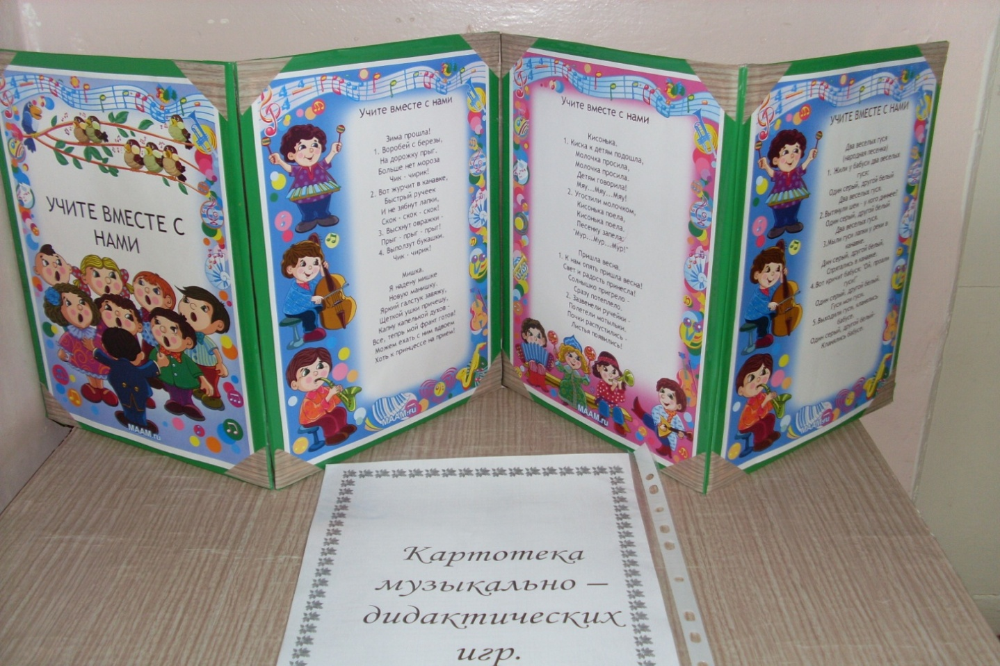 УЧИТЕ ВМЕСТЕ С
НАМИ
МААМ.ru
Учите вместе с нами
Зима прошла!
1. Воробей с березы,
На дорожку прыг.
Больше нет мороза
Чик - чирик!
2. Вот журчит в канавке,
Быстрый ручеек
И не зябнут лапки,
Скок - скок - скок!
3. Высхнут овражки -
Прыг - прыг - прыг!
4. Выползут букашки.
Чик - чирик!
Мишка.
Я надену мишке
Новую манишку.
Яркий галстук завяжу,
Щеткой ушки причешу.
Капну капелькой духов -
Все, тепрь мой франт готов!
Можем ехать с ним вдвоем
Хоть к принцессе на прием!
МААМ.ru
Учите вместе с нами
Кисонька.
1. Киска к детям подошла,
Молочка просила,
Молочка просила.
Детям говорила!
Мяу...Мяу...Мяу!
2. Угостили молочком,
Кисонька поела,
Кисонька поела.
Песенку запела:
"Мур...Мур...Мур!"
Пришла весна.
1. К нам опять пришла весна!
Свет и радость принесла!
Солнышко пригрело -
Сразу потеплело.
2. Зазвенели ручейки -
Полетели мотыльки,
Почки распустились -
Листья появились!
МААМ.ru
УЧИТЕ ВМЕСТЕ С НАМИ
Два веселых гуся
(народная песенка)
1. Жили у бабуси два веселых
гуся:
Один серый, другой белый
Два веселых гуся.
2.Вытянули шеи - у кого длиннее?
Один серый, другой белый
Два веселых гуся.
3.Мыли гуси лапки у реки в
канавке,
Дин серый, другой белый,
Спрятались в канавке.
4.Вот кричит бабуся: "Ой, пропали
гуси!"
Один серый, другой белый.
Гуси мои гуси.
5.Выходили гуси, кланялись
бабусе.
Один серый, другой белый-
Кланялись бабусе.
МААМ.ru
Картотека
музыкально –
дидактических
игр.